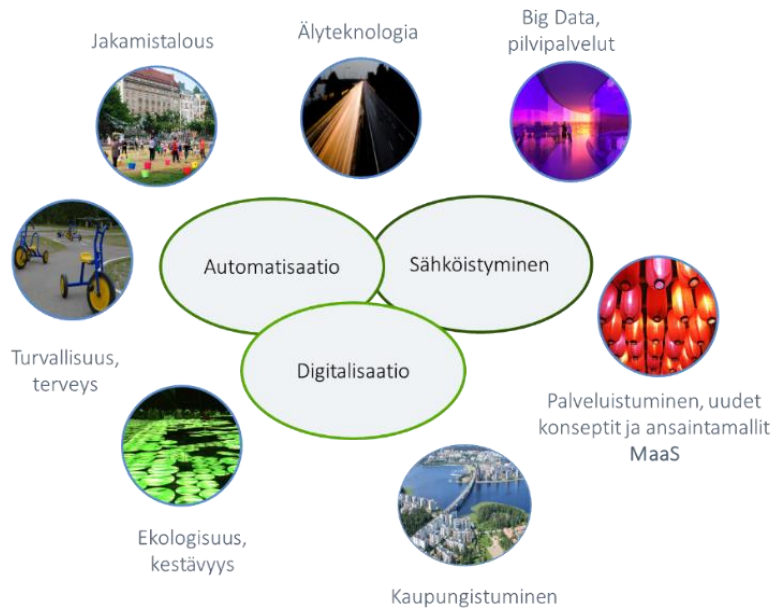 Jakamistalous
Älyteknologia
Big Data,
pilvipalvelut
Automatisaatio
Sähköistyminen
Digitalisaatio
Turvallisuus,
terveys
Palveluistuminen, uudet
konseptit ja ansaintamallit
MaaS
Ekologisuus,
kestävyys
Kaupungistuminen